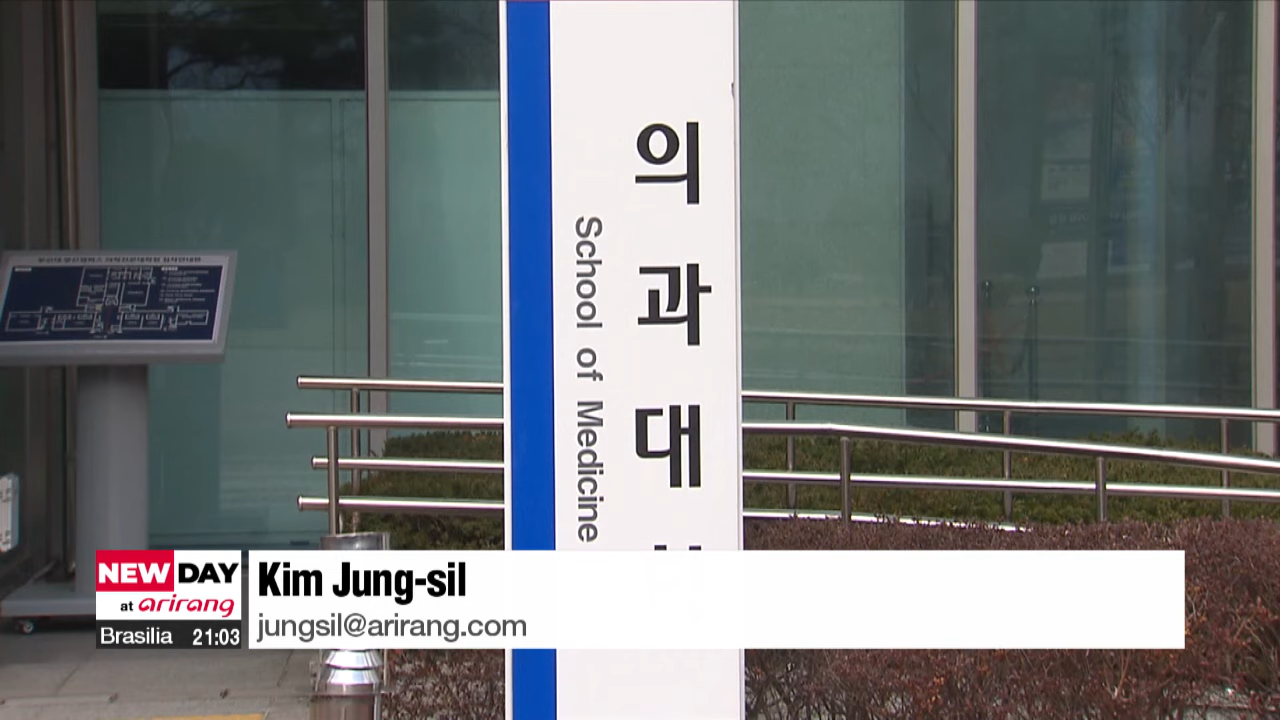 의과대
School of Medicine
NEW DAY
at arirang
Brasilia 21:03
Kim Jung-sil
jungsil@arirang.com